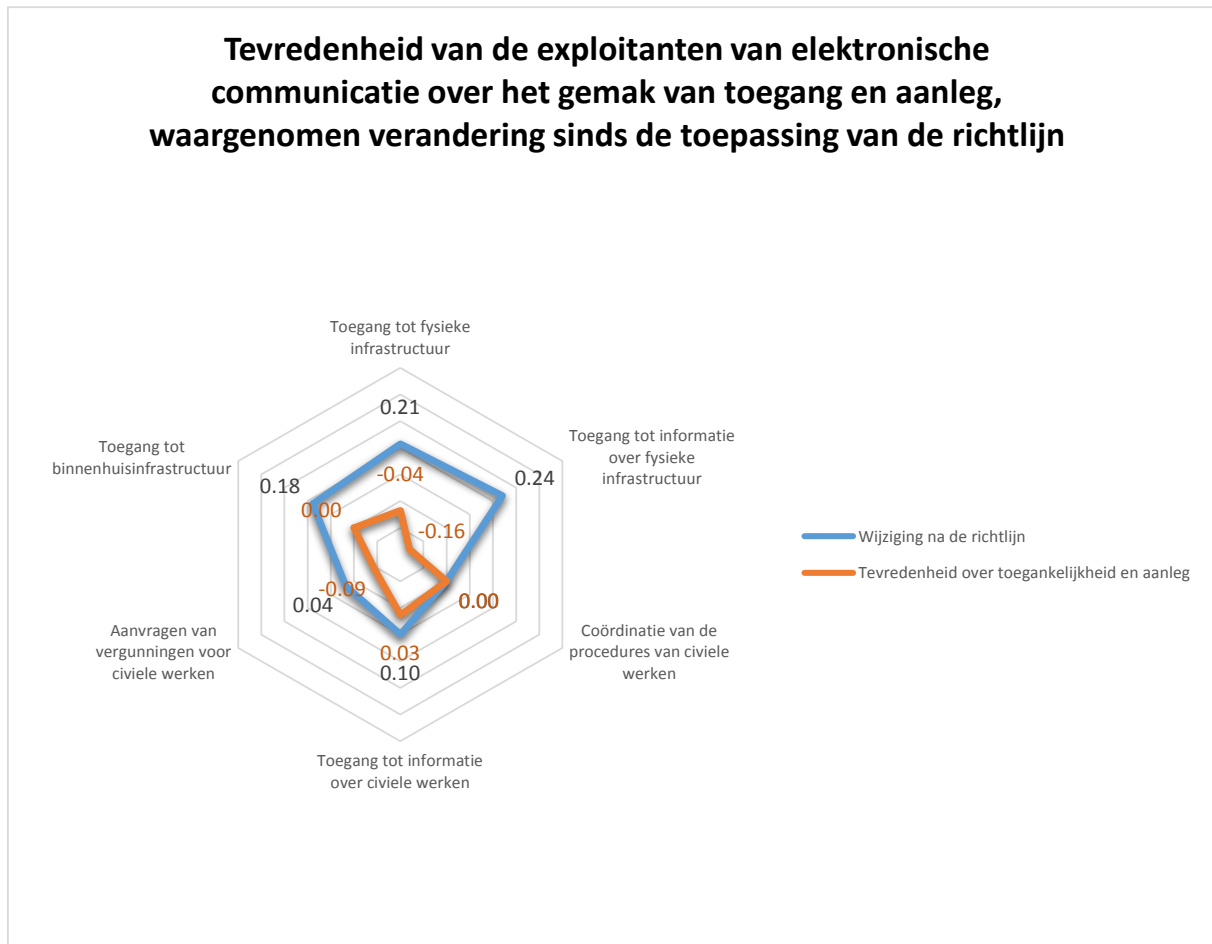 Tevredenheid van de exploitanten van elektronische
communicatie over het gemak van toegang en aanleg,
waargenomen verandering sinds de toepassing van de richtlijn
Toegang tot fysieke
infrastructuur
0.21
-0.04
Toegang tot informatie
over fysieke
infrastructuur
0.24
-0.16
Toegang tot
binnenhuisinfrastructuur
0.18
0.00
Wijziging na de richtlijn
Tevredenheid over toegankelijkheid en aanleg
-0.09
0.04
0.00
Aanvragen van
vergunningen voor
civiele werken
Coördinatie van de
procedures van civiele
werken
0.03
0.10
Toegang tot informatie
over civiele werken